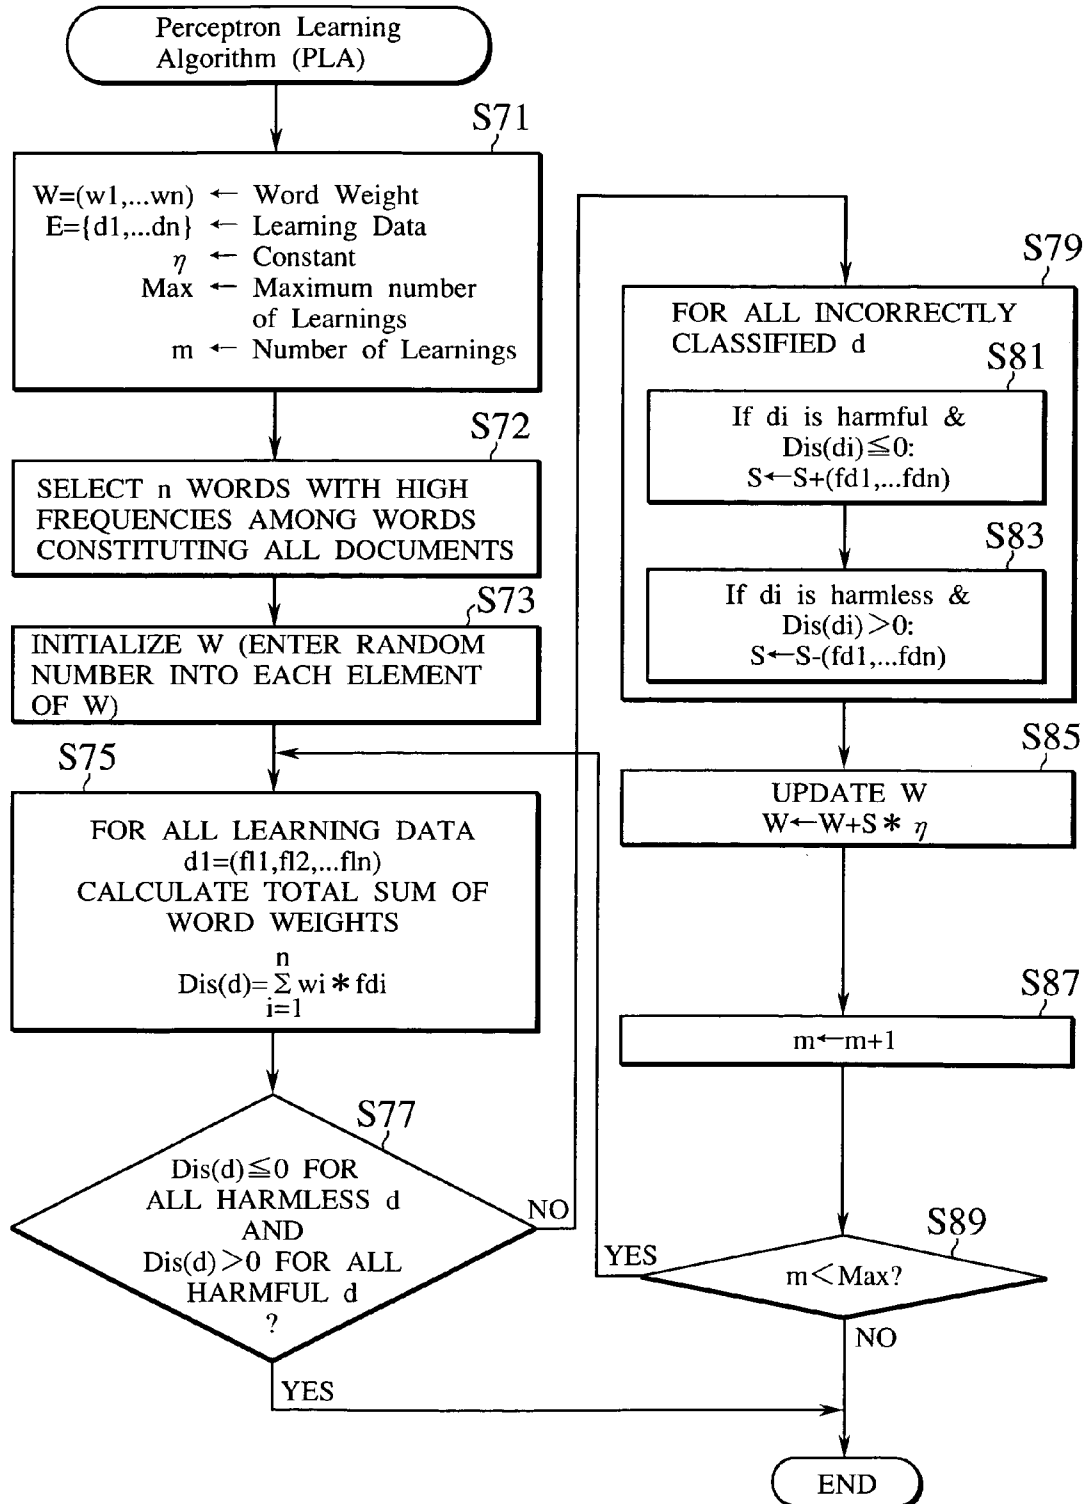 Perceptron Learning
Algorithm (PLA)
S71
W=(w1,...wn) ← Word Weight
E={d1,...dn} ← Learning Data
η ← Constant
Max ← Maximum number
of Learnings
m ← Number of Learnings
S72
SELECT n WORDS WITH HIGH
FREQUENCIES AMONG WORDS
CONSTITUTING ALL DOCUMENTS
S73
INITIALIZE W (ENTER RANDOM
NUMBER INTO EACH ELEMENT
OF W)
S75
FOR ALL LEARNING DATA
d1=(fl1,fl2,...fln)
CALCULATE TOTAL SUM OF
WORD WEIGHTS
n
Dis(d)=Σ wi*fdi
i=1
S77
Dis(d)≦0 FOR
ALL HARMLESS d
AND
Dis(d)>0 FOR ALL
HARMFUL d
?
NO
YES
S79
FOR ALL INCORRECTLY
CLASSIFIED d
S81
If di is harmful &
Dis(di)≦0:
S←S+(fd1,...fdn)
S83
If di is harmless &
Dis(di)>0:
S←S-(fd1,...fdn)
S85
UPDATE W
W←W+S* η
S87
m←m+1
S89
m<Max?
YES
NO
END